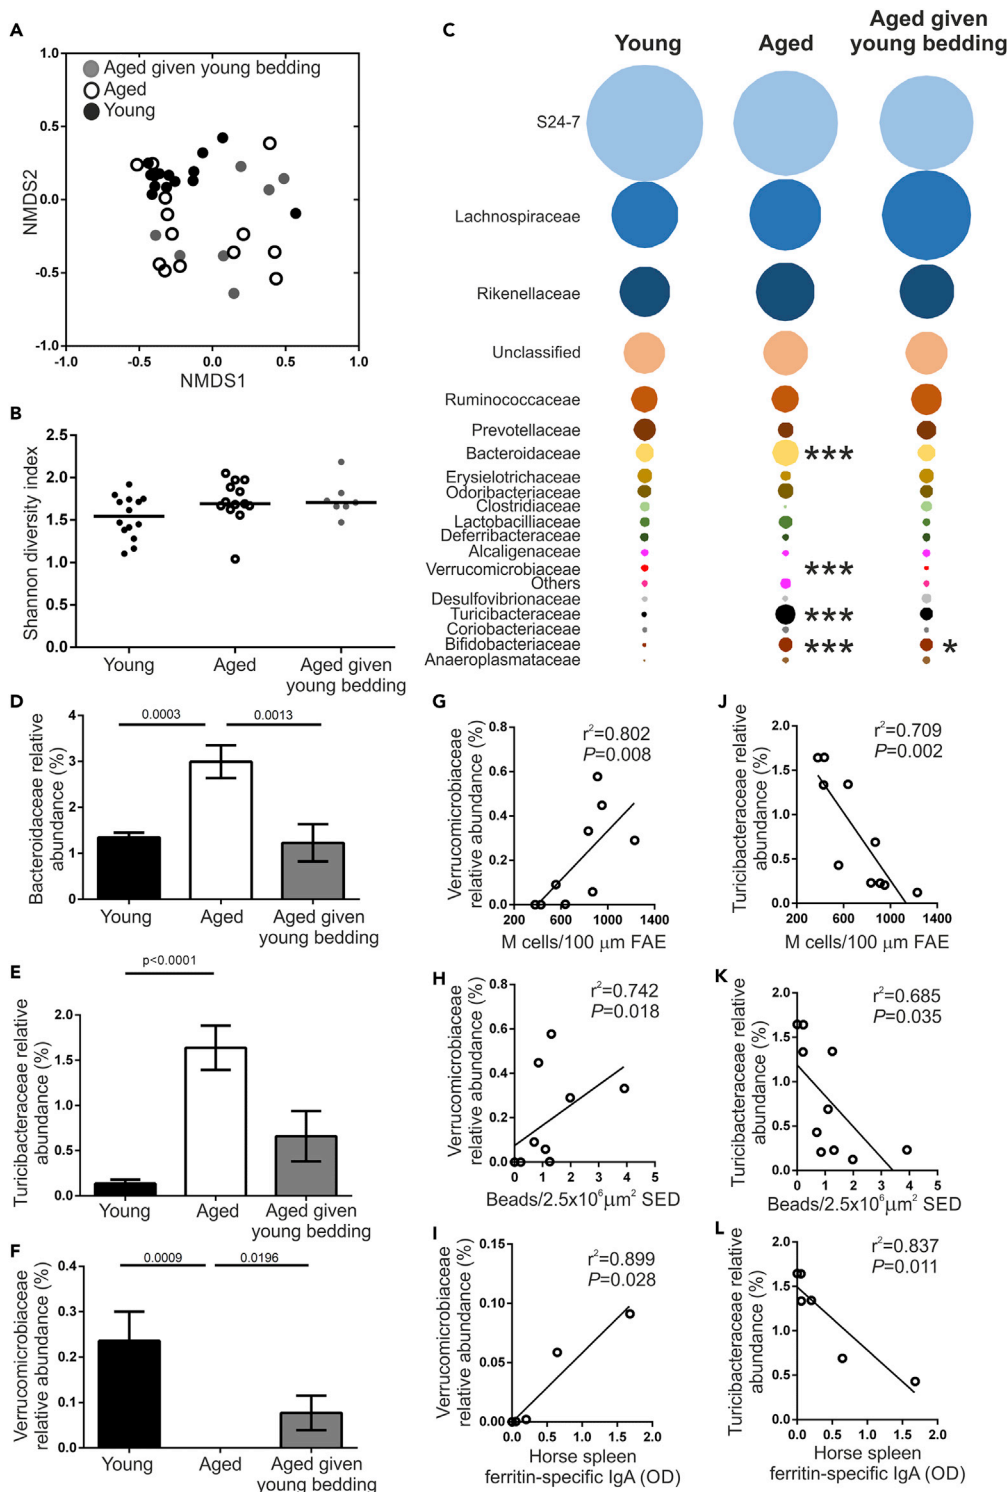 A
1.0
0.5
0.0
-0.5
-1.0
-1.0
-0.5
0.0
0.5
1.0
NMDS2
NMDS1
Aged given young bedding
Aged
Young
B
2.5
2.0
1.5
1.0
0.5
0.0
Shannon diversity index
Young
Aged
Aged given
young bedding
C
Young
Aged
Aged given
young bedding
S24-7
Lachnospiraceae
Rikenellaceae
Unclassified
Ruminococcaceae
Prevotellaceae
Bacteroidaceae
***
Erysielotrichaceae
Odoribacteriaceae
Clostridiaceae
Lactobacilliaceae
Deferribacteraceae
Alcaligenaceae
Verrucomicrobiaceae
***
Others
Desulfovibrionaceae
Turicibacteraceae
***
Coriobacteriaceae
Bifidobacteriaceae
***
*
Anaeroplasmataceae
D
0.0003
0.0013
4
3
2
1
0
Bacteroidaceae relative
abundance (%)
Young
Aged
Aged given
young bedding
E
p<0.0001
2.0
1.5
1.0
0.5
0.0
Turicibacteraceae relative
abundance (%)
Young
Aged
Aged given
young bedding
F
0.0009
0.0196
0.4
0.3
0.2
0.1
0.0
Verrucomicrobiaceae
relative abundance (%)
Young
Aged
Aged given
young bedding
G
r²=0.802
P=0.008
0.8
0.6
0.4
0.2
0.0
200
600
1000
1400
Verrucomicrobiaceae
relative abundance (%)
M cells/100 μm FAE
H
r²=0.742
P=0.018
0.8
0.6
0.4
0.2
0.0
0
1
2
3
4
5
Verrucomicrobiaceae
relative abundance (%)
Beads/2.5x10⁶μm² SED
I
r²=0.899
P=0.028
0.15
0.10
0.05
0.00
0.0
0.5
1.0
1.5
2.0
Verrucomicrobiaceae
relative abundance (%)
Horse spleen
ferritin-specific IgA (OD)
J
r²=0.709
P=0.002
2.0
1.5
1.0
0.5
0.0
200
600
1000
1400
Turicibacteraceae relative
abundance (%)
M cells/100 μm FAE
K
r²=0.685
P=0.035
2.0
1.5
1.0
0.5
0.0
0
1
2
3
4
5
Turicibacteraceae relative
abundance (%)
Beads/2.5x10⁶μm² SED
L
r²=0.837
P=0.011
2.0
1.5
1.0
0.5
0.0
0.0
0.5
1.0
1.5
2.0
Turicibacteraceae relative
abundance (%)
Horse spleen
ferritin-specific IgA (OD)